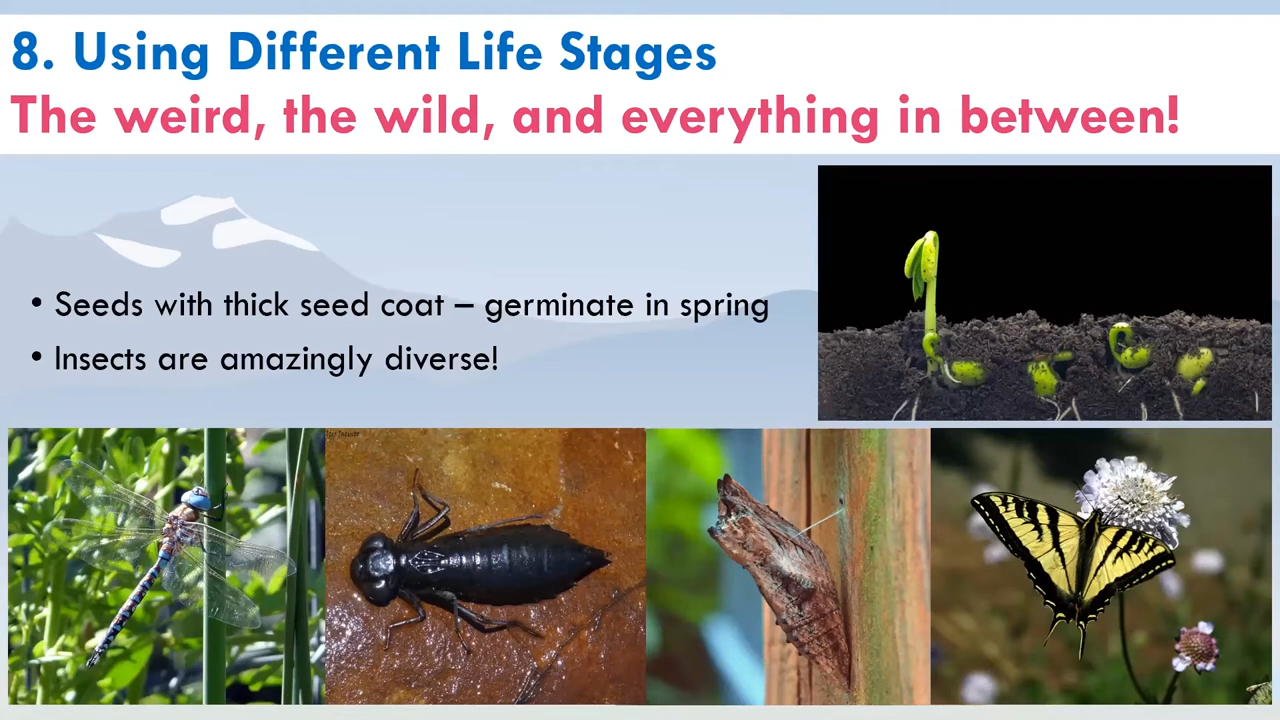 8. Using Different Life Stages
The weird, the wild, and everything in between!
• Seeds with thick seed coat – germinate in spring
• Insects are amazingly diverse!